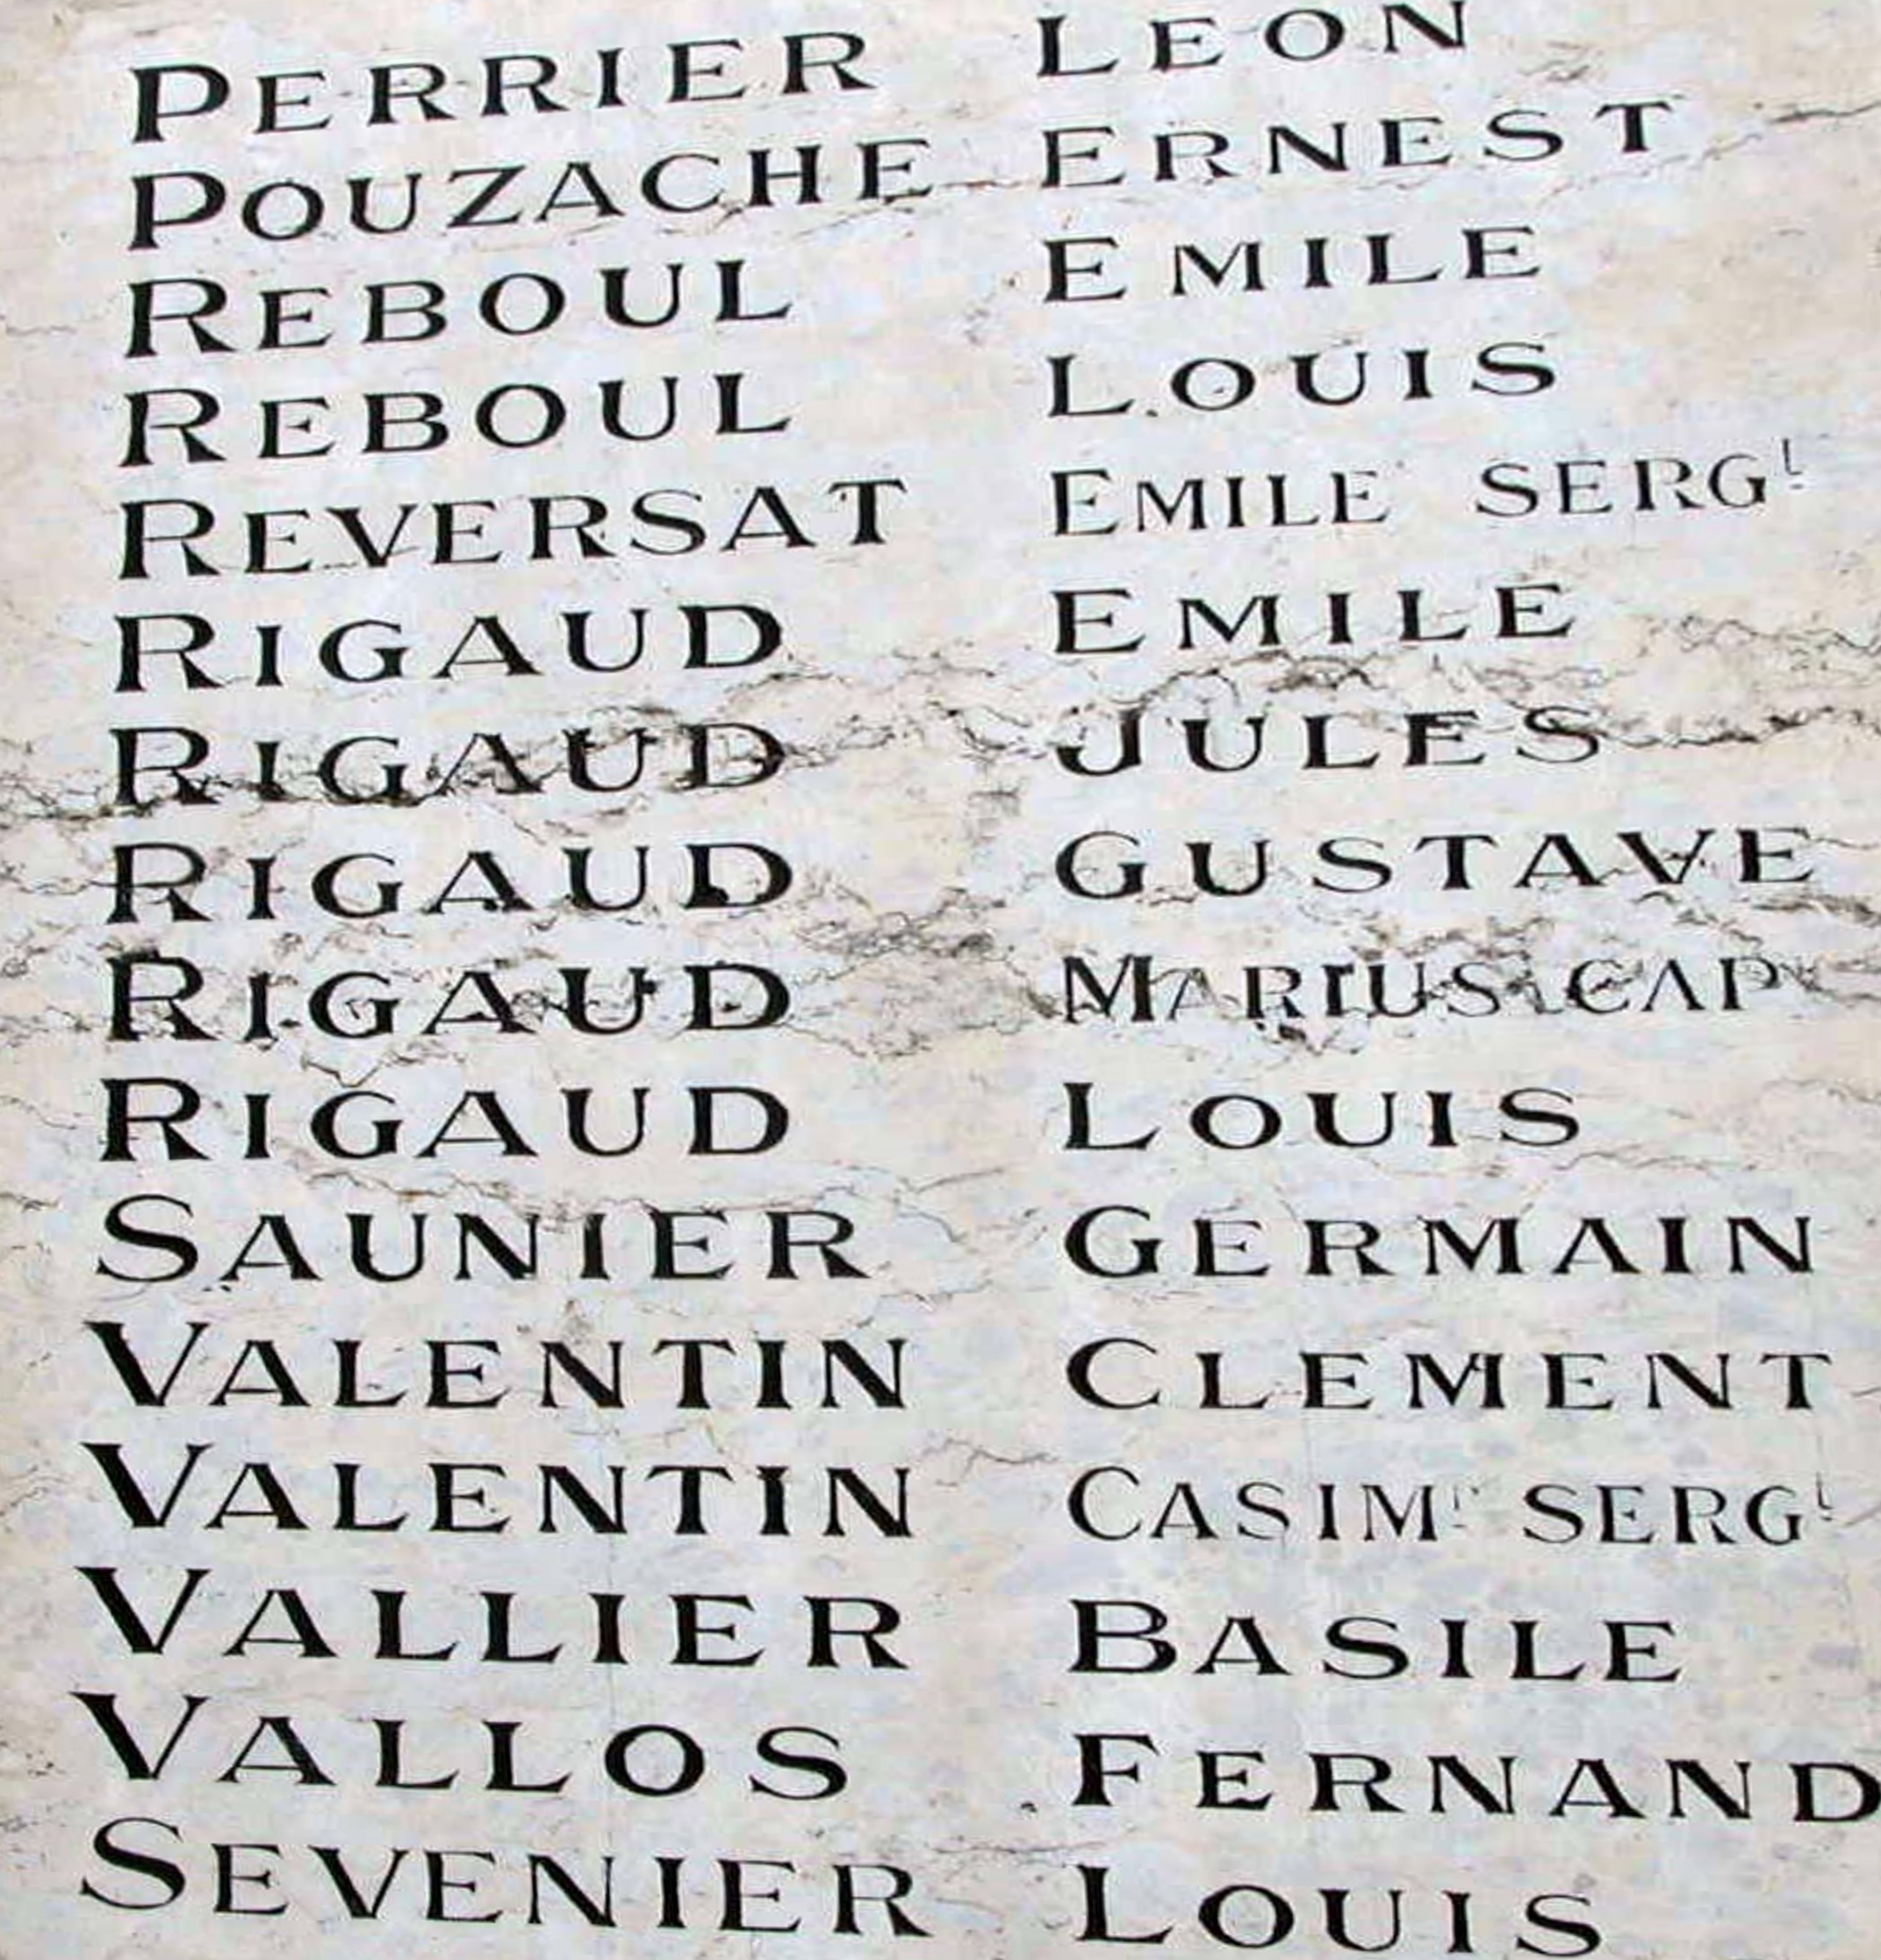 PERRIER LEON
POUZACHE ERNEST
REBOUL EMILE
REBOUL LOUIS
REVERSAT EMILE SERGᵗ
RIGAUD EMILE
RIGAUD JULES
RIGAUD GUSTAVE
RIGAUD MARIUS CAP
RIGAUD LOUIS
SAUNIER GERMAIN
VALENTIN CLEMENT
VALENTIN CASIMʳ SERGᵗ
VALLIER BASILE
VALLOS FERNAND
SEVENIER LOUIS